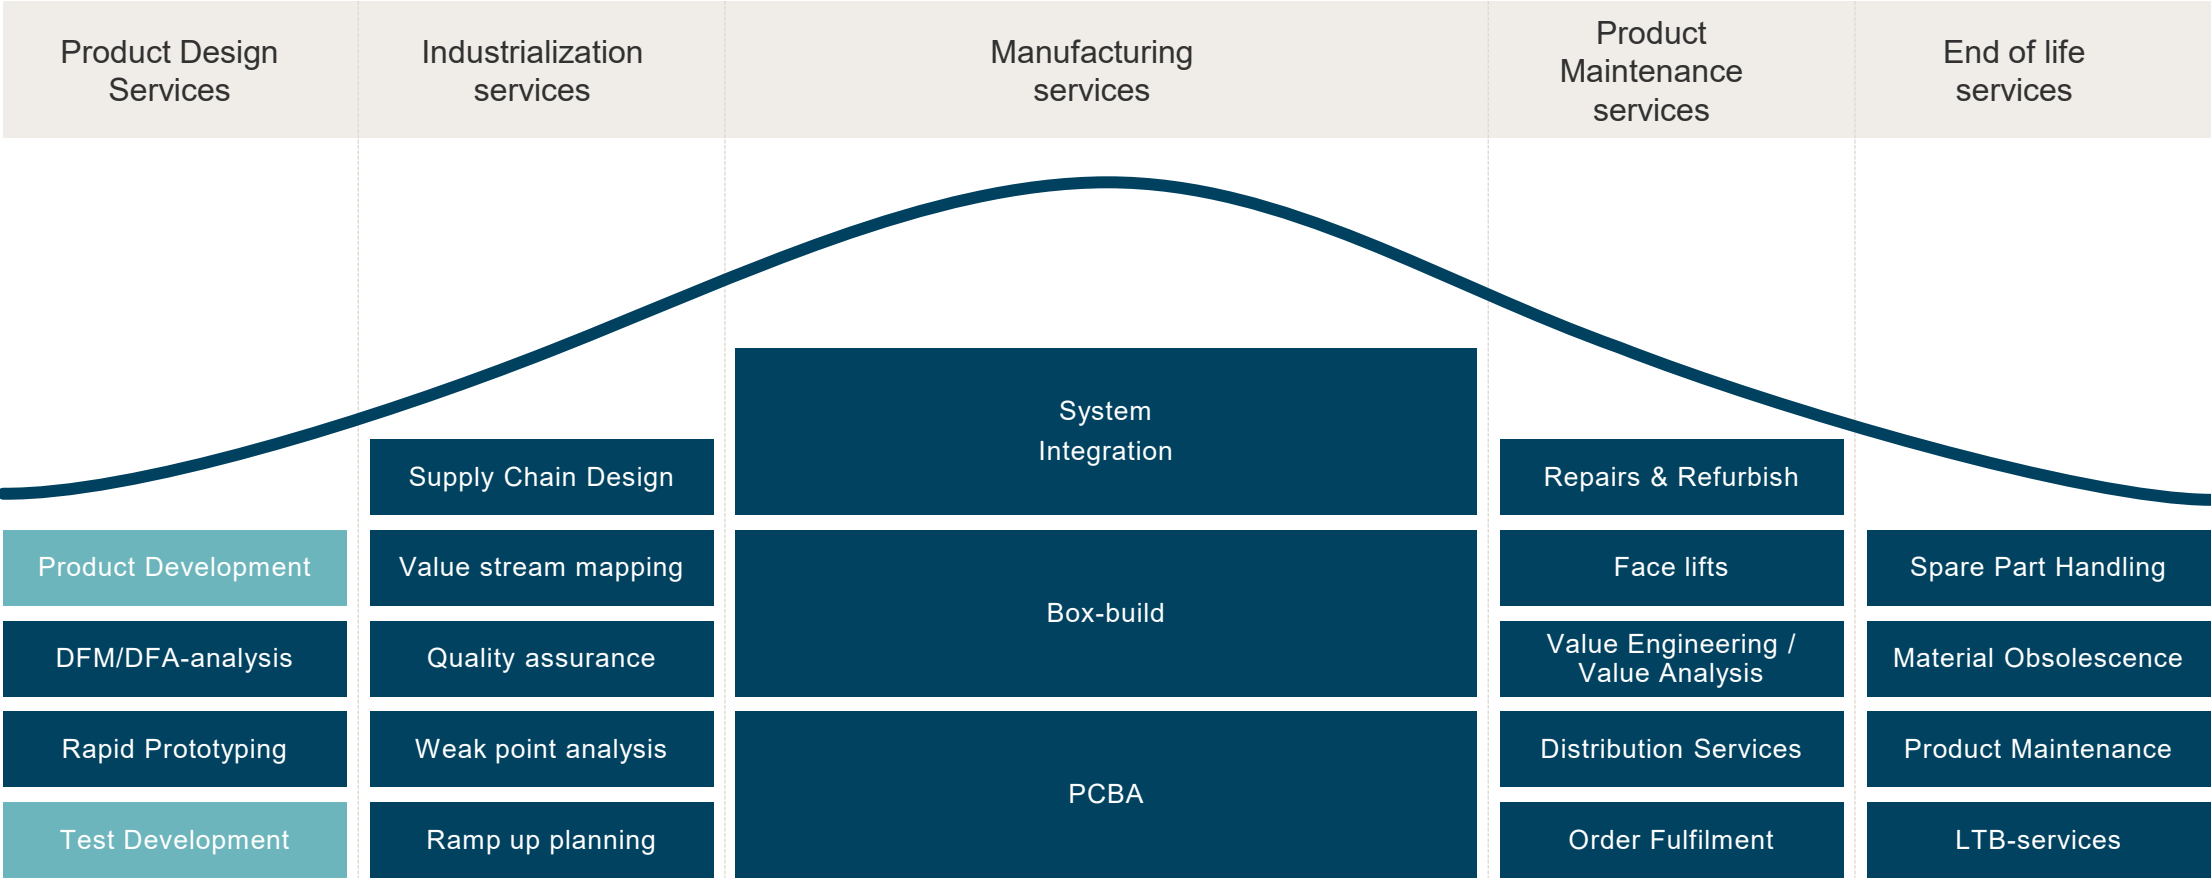 Product Design
Services
Industrialization
services
Manufacturing
services
Product
Maintenance
services
End of life
services
Product Development
DFM/DFA-analysis
Rapid Prototyping
Test Development
Supply Chain Design
Value stream mapping
Quality assurance
Weak point analysis
Ramp up planning
System
Integration
Box-build
PCBA
Repairs & Refurbish
Face lifts
Value Engineering /
Value Analysis
Distribution Services
Order Fulfilment
Spare Part Handling
Material Obsolescence
Product Maintenance
LTB-services